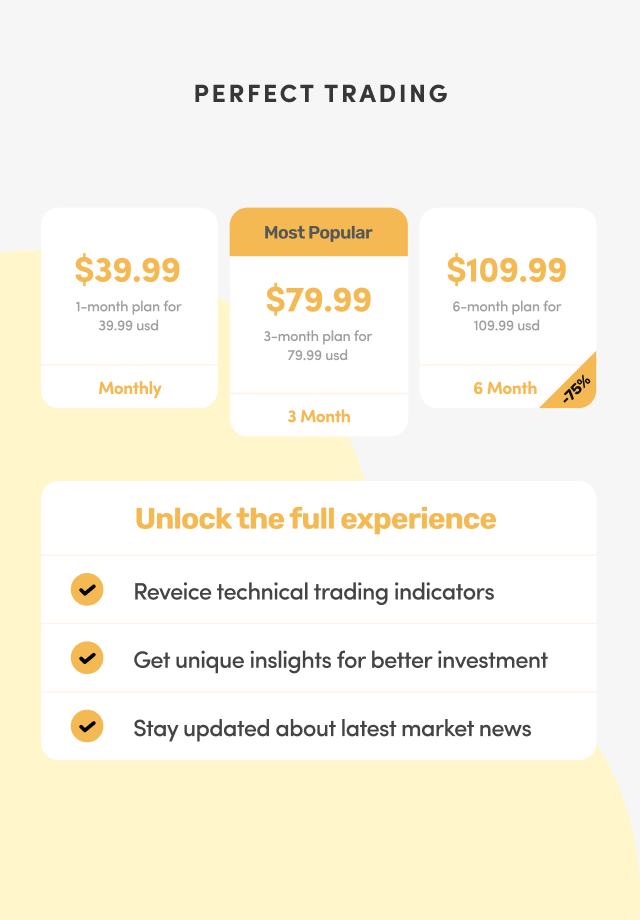 PERFECT TRADING
$39.99
1-month plan for
39.99 usd
Monthly
Most Popular
$79.99
3-month plan for
79.99 usd
3 Month
$109.99
6-month plan for
109.99 usd
6 Month
-75%
Unlock the full experience
Reveice technical trading indicators
Get unique inslights for better investment
Stay updated about latest market news